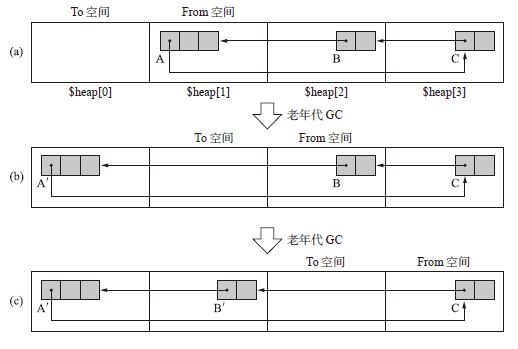 To 空间 From 空间
(a) A B C
$heap[0] $heap[1] $heap[2] $heap[3]
老年代 GC
To 空间 From 空间
(b) A′ B C
老年代 GC
To 空间 From 空间
(c) A′ B′ C